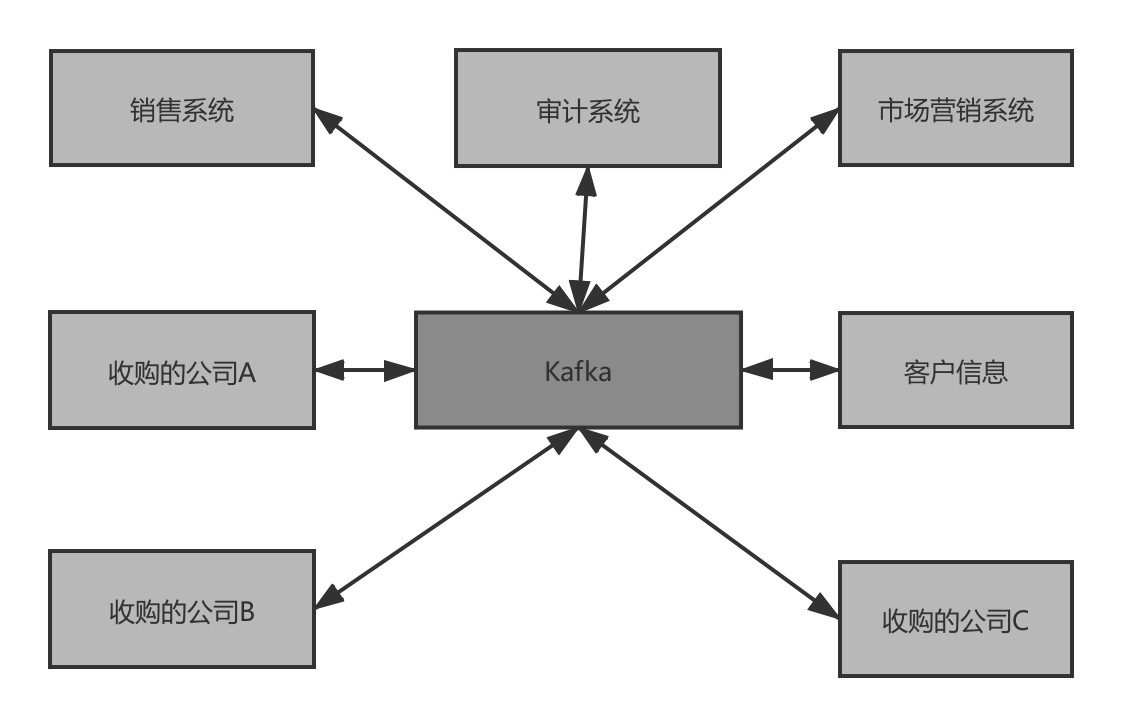 销售系统
审计系统
市场营销系统
收购的公司A
Kafka
客户信息
收购的公司B
收购的公司C